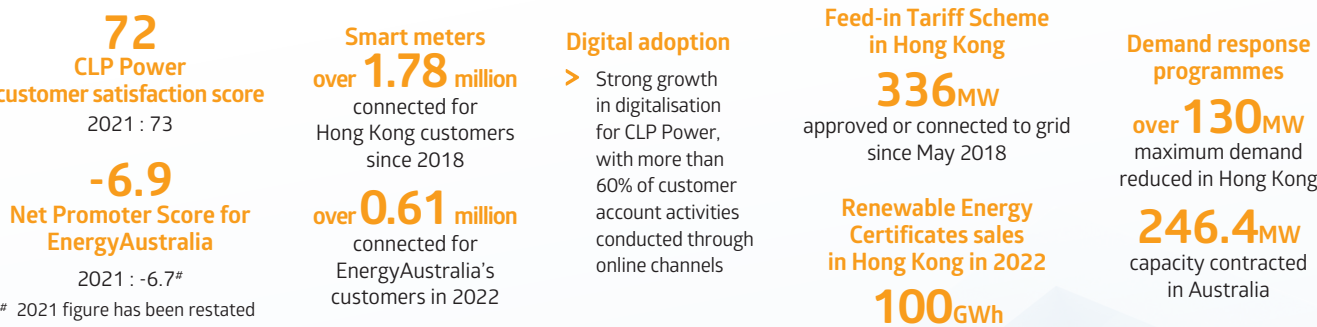 72
CLP Power
customer satisfaction score
2021 : 73
-6.9
Net Promoter Score for
EnergyAustralia
2021 : -6.7#
# 2021 figure has been restated
Smart meters
over 1.78 million
connected for
Hong Kong customers
since 2018
over 0.61 million
connected for
EnergyAustralia's
customers in 2022
Digital adoption
> Strong growth
in digitalisation
for CLP Power,
with more than
60% of customer
account activities
conducted through
online channels
Feed-in Tariff Scheme
in Hong Kong
336MW
approved or connected to grid
since May 2018
Renewable Energy
Certificates sales
in Hong Kong in 2022
100GWh
Demand response
programmes
over 130MW
maximum demand
reduced in Hong Kong
246.4MW
capacity contracted
in Australia